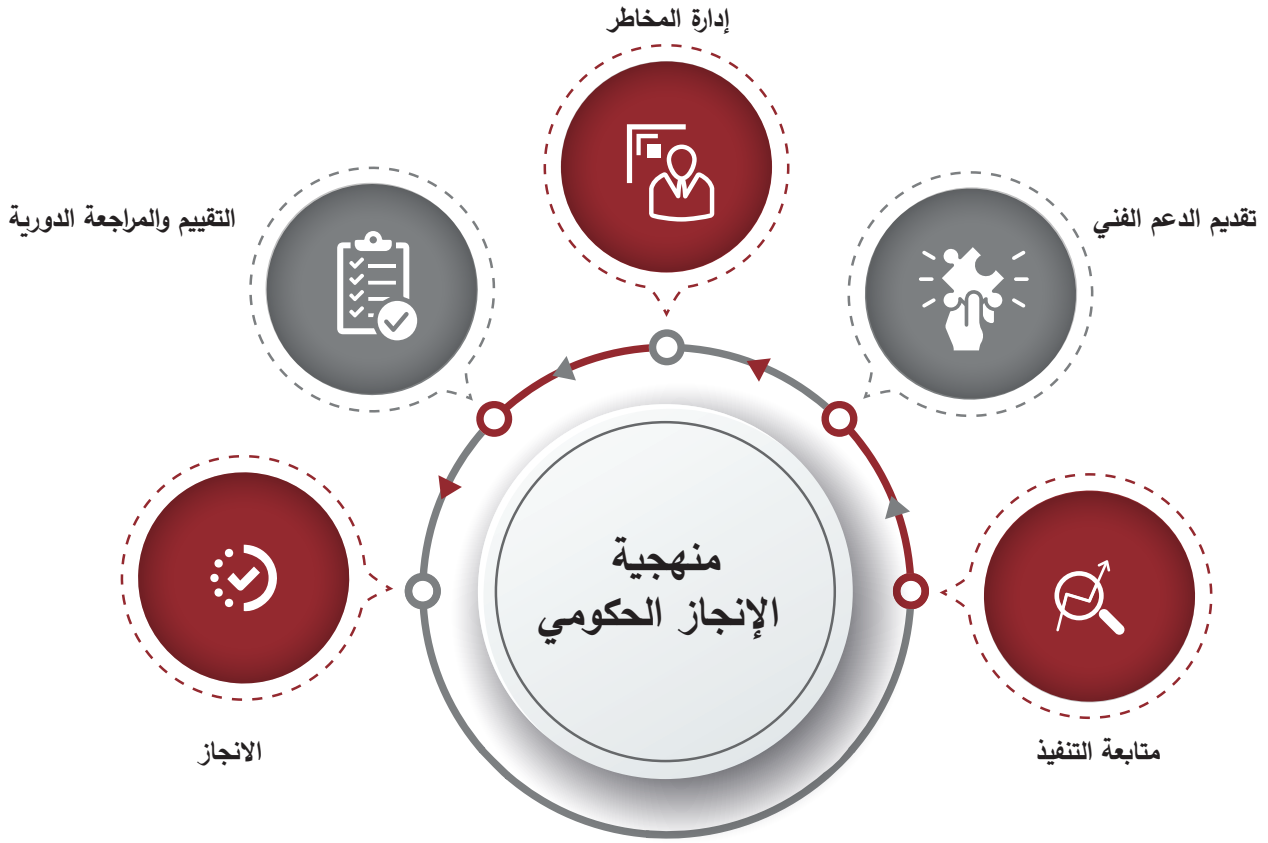 إدارة المخاطر
تقديم الدعم الفني
التقييم والمراجعة الدورية
منهجية
الإنجاز الحكومي
متابعة التنفيذ
الانجاز